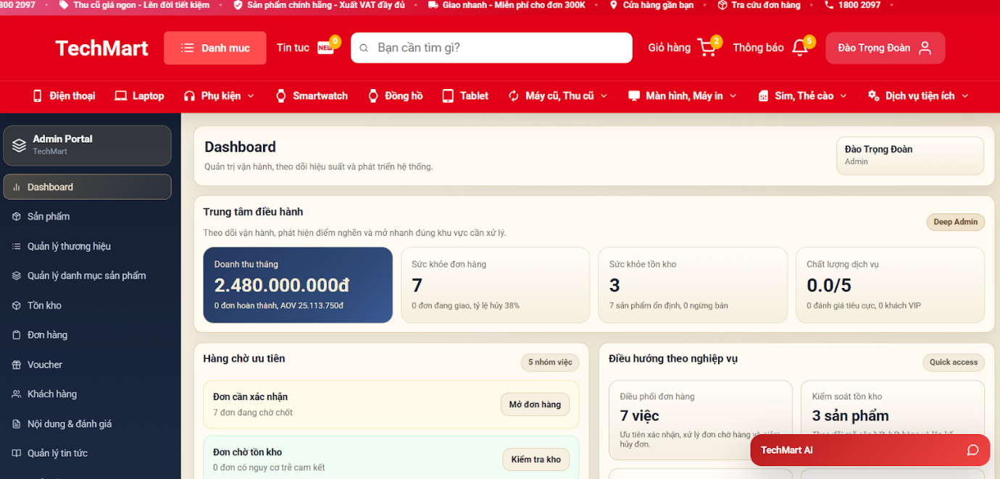 800 2097 • Thu cũ giá ngon - Lên đời tiết kiệm • Sản phẩm chính hãng - Xuất VAT đầy đủ • Giao nhanh - Miễn phí cho đơn 300K • Cửa hàng gần bạn • Tra cứu đơn hàng • 1800 2097 •
TechMart Danh mục Tin tức NEW 0 Bạn cần tìm gì? Giỏ hàng 2 Thông báo 5 Đào Trọng Đoàn
Điện thoại Laptop Phụ kiện Smartwatch Đồng hồ Tablet Máy cũ, Thu cũ Màn hình, Máy in Sim, Thẻ cào Dịch vụ tiện ích
Admin Portal
TechMart
Dashboard
Sản phẩm
Quản lý thương hiệu
Quản lý danh mục sản phẩm
Tồn kho
Đơn hàng
Voucher
Khách hàng
Nội dung & đánh giá
Quản lý tin tức
Dashboard
Quản trị vận hành, theo dõi hiệu suất và phát triển hệ thống.
Đào Trọng Đoàn
Admin
Trung tâm điều hành
Theo dõi vận hành, phát hiện điểm nghẽn và mở nhanh đúng khu vực cần xử lý.
Deep Admin
Doanh thu tháng
2.480.000.000đ
0 đơn hoàn thành, AOV 25.113.750đ
Sức khỏe đơn hàng
7
0 đơn đang giao, tỷ lệ hủy 38%
Sức khỏe tồn kho
3
7 sản phẩm ổn định, 0 ngừng bán
Chất lượng dịch vụ
0.0/5
0 đánh giá tiêu cực, 0 khách VIP
Hàng chờ ưu tiên
5 nhóm việc
Đơn cần xác nhận
7 đơn đang chờ chốt
Mở đơn hàng
Đơn chờ tồn kho
0 đơn có nguy cơ trễ cam kết
Kiểm tra kho
Điều hướng theo nghiệp vụ
Quick access
Điều phối đơn hàng
7 việc
Ưu tiên xác nhận, xử lý đơn chờ hàng và giảm
hủy đơn.
Kiểm soát tồn kho
3 sản phẩm
TechMart AI